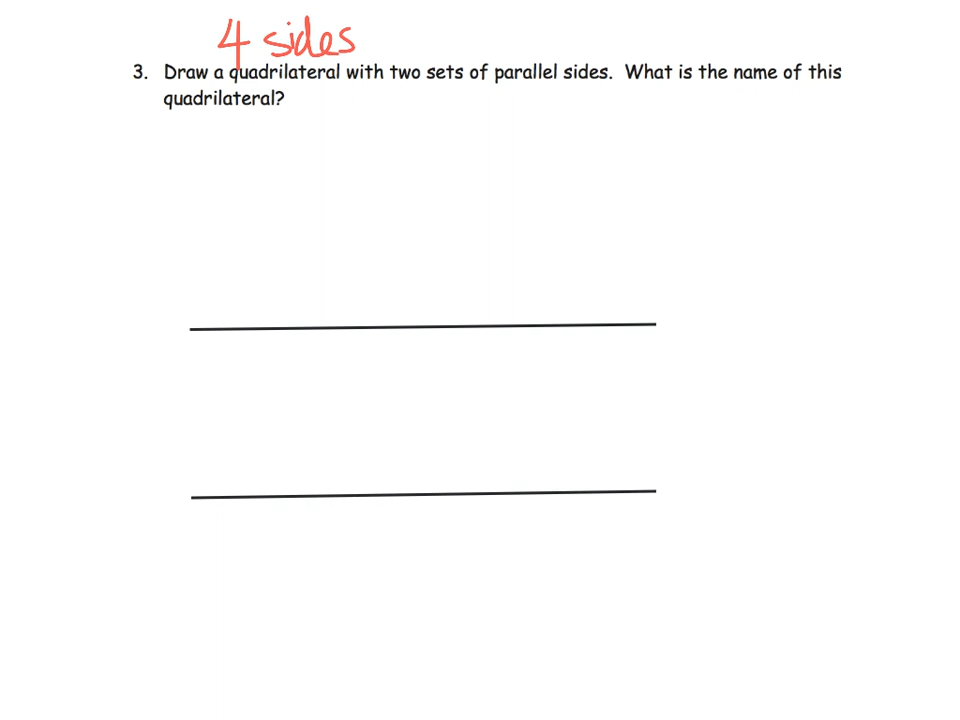 4 sides
3. Draw a quadrilateral with two sets of parallel sides. What is the name of this
quadrilateral?